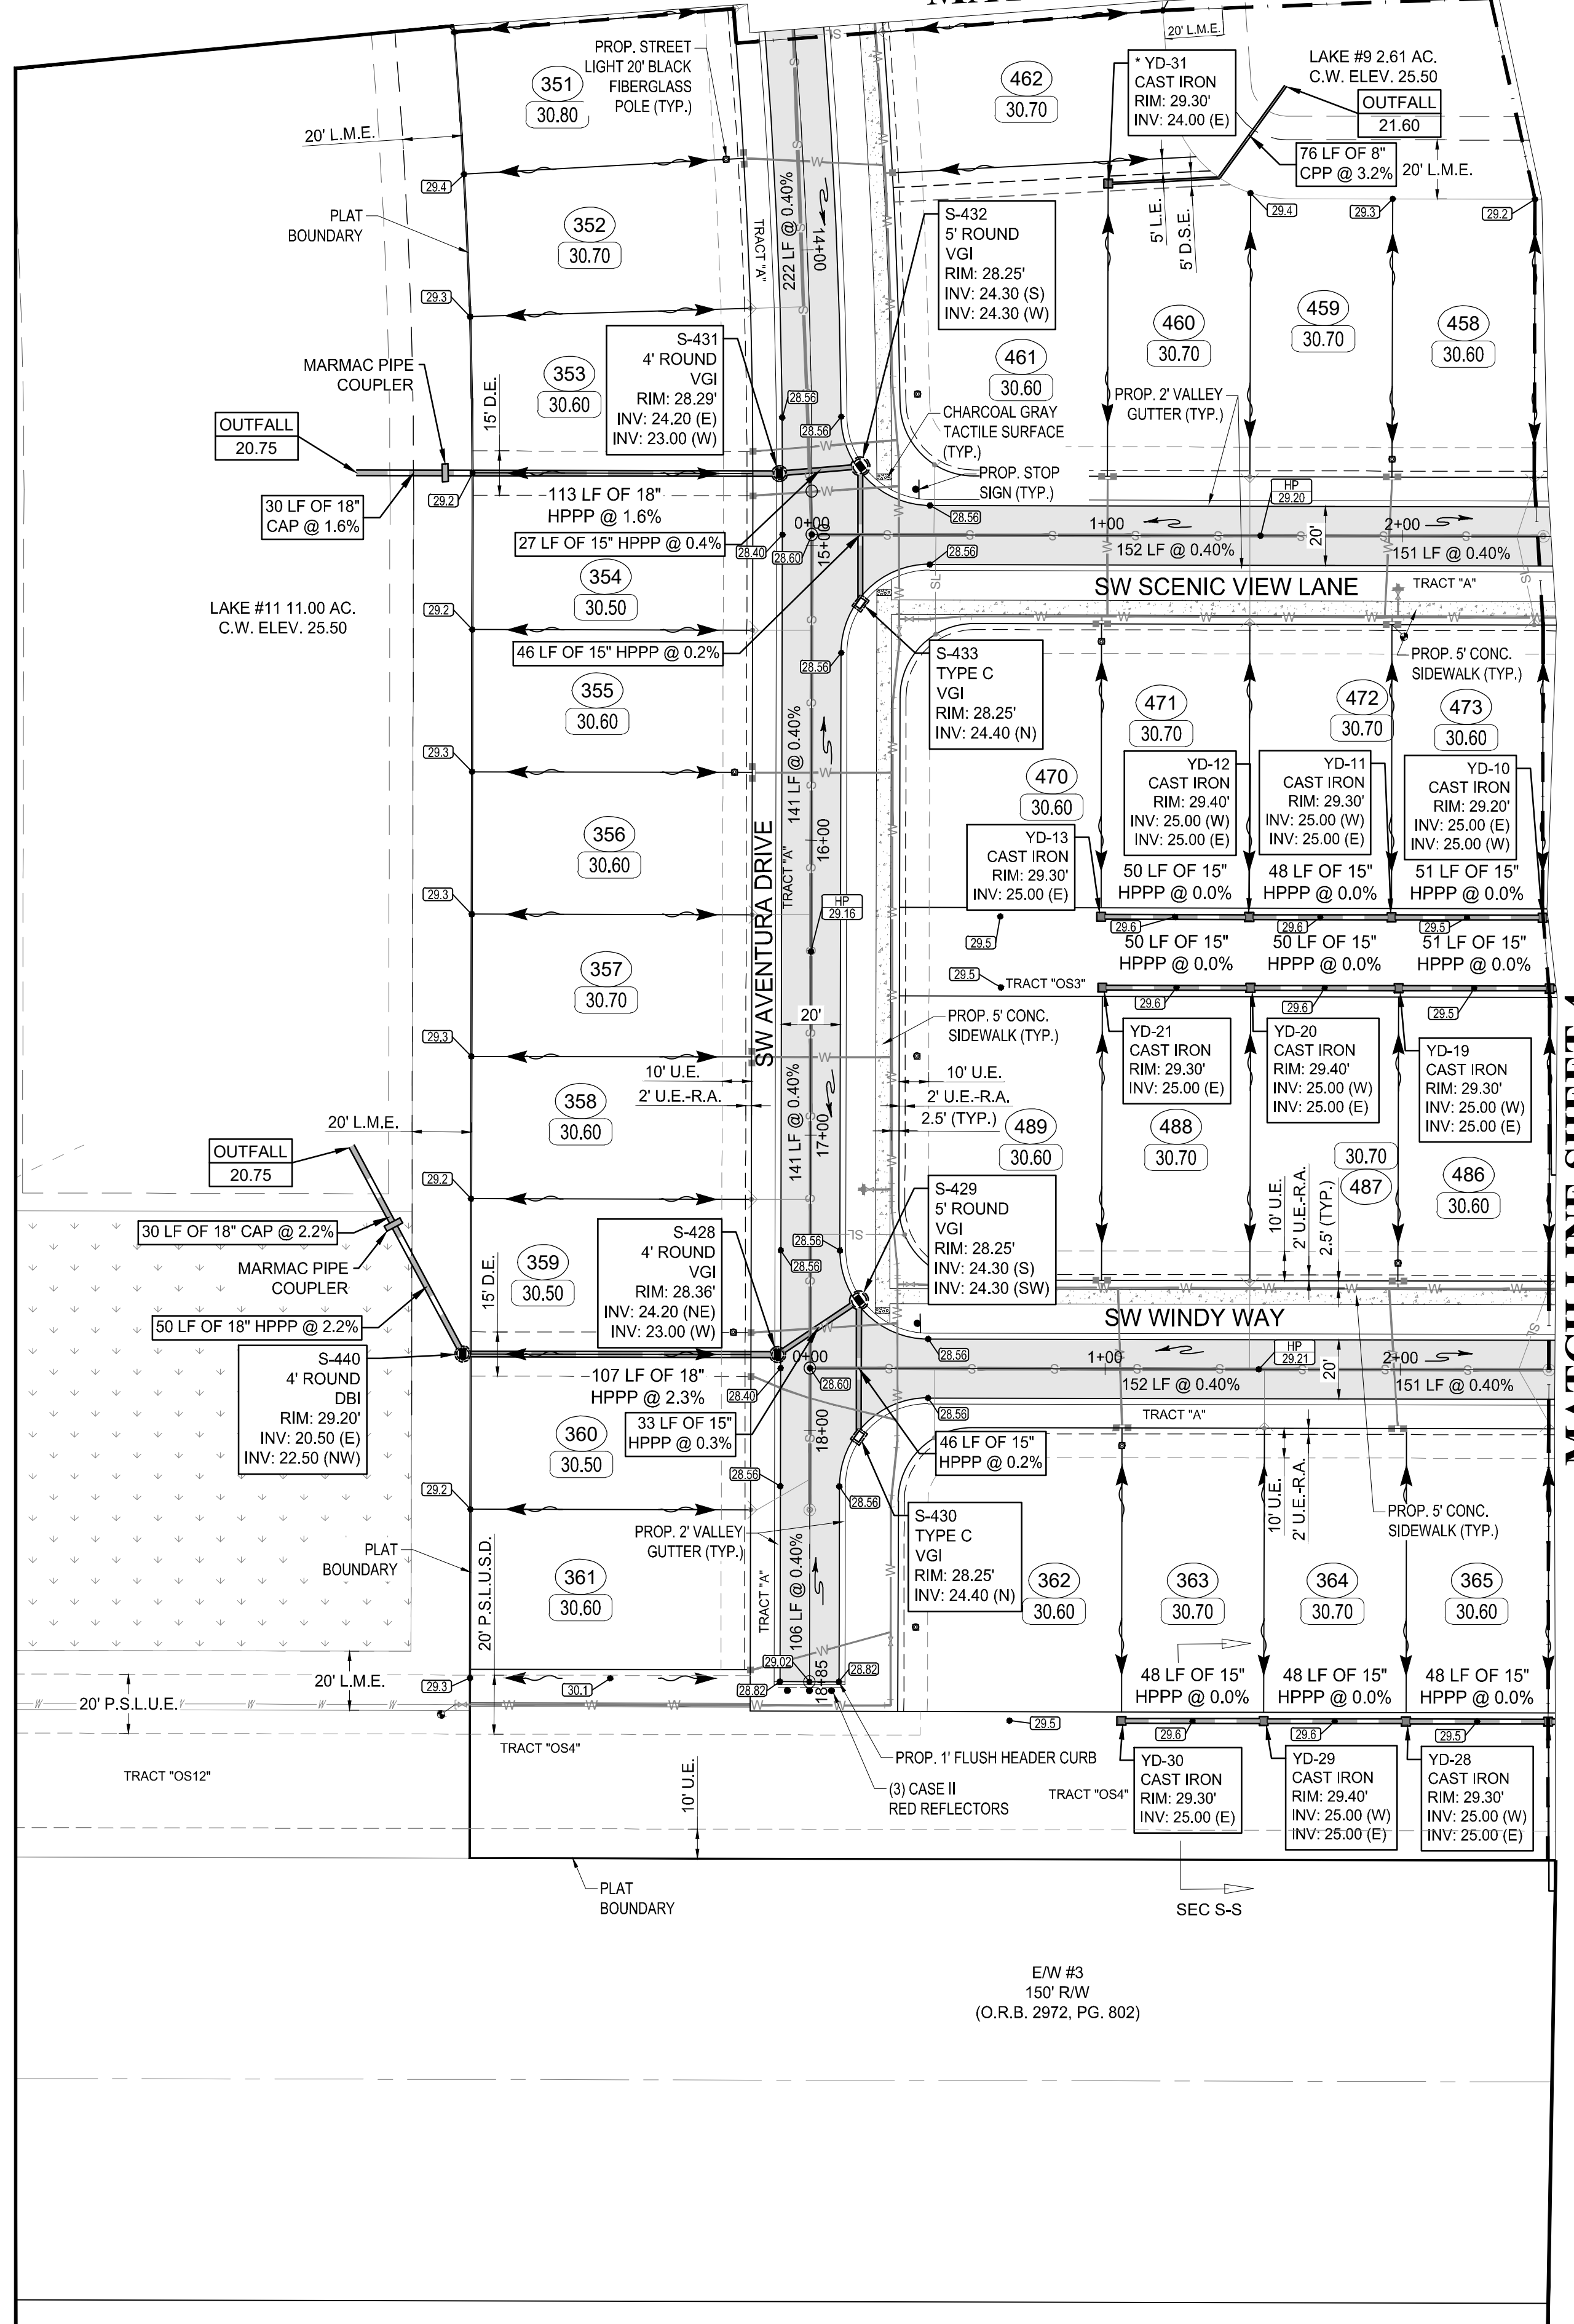 20' L.M.E.
PROP. STREET
LIGHT 20' BLACK
FIBERGLASS
POLE (TYP.)
351
30.80
462
30.70
* YD-31
CAST IRON
RIM: 29.30'
INV: 24.00 (E)
LAKE #9 2.61 AC.
C.W. ELEV. 25.50
OUTFALL
21.60
76 LF OF 8"
CPP @ 3.2%
20' L.M.E.
20' L.M.E.
29.4
PLAT
BOUNDARY
352
30.70
TRACT "A"
222 LF @ 0.40%
14+00
S-432
5' ROUND
VGI
RIM: 28.25'
INV: 24.30 (S)
INV: 24.30 (W)
5' L.E.
5' D.S.E.
29.4
29.3
29.2
29.3
S-431
4' ROUND
VGI
RIM: 28.29'
INV: 24.20 (E)
INV: 23.00 (W)
461
30.60
460
30.70
459
30.70
458
30.60
MARMAC PIPE
COUPLER
353
30.60
15' D.E.
28.56
28.56
CHARCOAL GRAY
TACTILE SURFACE
(TYP.)
PROP. 2' VALLEY
GUTTER (TYP.)
OUTFALL
20.75
PROP. STOP
SIGN (TYP.)
30 LF OF 18"
CAP @ 1.6%
29.2
113 LF OF 18"
HPPP @ 1.6%
27 LF OF 15" HPPP @ 0.4%
0+00
15+00
28.40
28.60
28.56
28.56
HP
29.20
1+00
2+00
20'
152 LF @ 0.40%
151 LF @ 0.40%
SW SCENIC VIEW LANE
TRACT "A"
SL
SL
354
30.50
LAKE #11 11.00 AC.
C.W. ELEV. 25.50
29.2
46 LF OF 15" HPPP @ 0.2%
28.56
S-433
TYPE C
VGI
RIM: 28.25'
INV: 24.40 (N)
PROP. 5' CONC.
SIDEWALK (TYP.)
355
30.60
29.3
141 LF @ 0.40%
471
30.70
472
30.70
473
30.60
470
30.60
YD-12
CAST IRON
RIM: 29.40'
INV: 25.00 (W)
INV: 25.00 (E)
YD-11
CAST IRON
RIM: 29.30'
INV: 25.00 (W)
INV: 25.00 (E)
YD-10
CAST IRON
RIM: 29.20'
INV: 25.00 (E)
INV: 25.00 (W)
YD-13
CAST IRON
RIM: 29.30'
INV: 25.00 (E)
50 LF OF 15"
HPPP @ 0.0%
48 LF OF 15"
HPPP @ 0.0%
51 LF OF 15"
HPPP @ 0.0%
356
30.60
SW AVENTURA DRIVE
TRACT "A"
16+00
29.3
HP
29.16
29.5
29.6
29.6
29.5
50 LF OF 15"
HPPP @ 0.0%
50 LF OF 15"
HPPP @ 0.0%
51 LF OF 15"
HPPP @ 0.0%
357
30.70
29.5
TRACT "OS3"
29.6
29.6
29.5
29.3
20'
PROP. 5' CONC.
SIDEWALK (TYP.)
YD-21
CAST IRON
RIM: 29.30'
INV: 25.00 (E)
YD-20
CAST IRON
RIM: 29.40'
INV: 25.00 (W)
INV: 25.00 (E)
YD-19
CAST IRON
RIM: 29.30'
INV: 25.00 (W)
INV: 25.00 (E)
10' U.E.
2' U.E.-R.A.
10' U.E.
2' U.E.-R.A.
2.5' (TYP.)
358
30.60
141 LF @ 0.40%
17+00
20' L.M.E.
489
30.60
488
30.70
30.70
487
486
30.60
OUTFALL
20.75
29.2
30 LF OF 18" CAP @ 2.2%
MARMAC PIPE
COUPLER
359
30.50
15' D.E.
S-428
4' ROUND
VGI
RIM: 28.36'
INV: 24.20 (NE)
INV: 23.00 (W)
28.56
28.56
SL
S-429
5' ROUND
VGI
RIM: 28.25'
INV: 24.30 (S)
INV: 24.30 (SW)
10' U.E.
2' U.E.-R.A.
2.5' (TYP.)
50 LF OF 18" HPPP @ 2.2%
SW WINDY WAY
SL
S-440
4' ROUND
DBI
RIM: 29.20'
INV: 20.50 (E)
INV: 22.50 (NW)
107 LF OF 18"
HPPP @ 2.3%
0+00
28.40
28.60
28.56
HP
29.21
1+00
2+00
20'
152 LF @ 0.40%
151 LF @ 0.40%
28.56
TRACT "A"
33 LF OF 15"
HPPP @ 0.3%
18+00
46 LF OF 15"
HPPP @ 0.2%
360
30.50
29.2
28.56
28.56
PROP. 2' VALLEY
GUTTER (TYP.)
S-430
TYPE C
VGI
RIM: 28.25'
INV: 24.40 (N)
10' U.E.
2' U.E.-R.A.
PROP. 5' CONC.
SIDEWALK (TYP.)
PLAT
BOUNDARY
20' P.S.L.U.S.D.
361
30.60
TRACT "A"
106 LF @ 0.40%
362
30.60
363
30.70
364
30.70
365
30.60
20' L.M.E.
29.3
30.1
29.02
28.82
28.82
18+85
48 LF OF 15"
HPPP @ 0.0%
48 LF OF 15"
HPPP @ 0.0%
48 LF OF 15"
HPPP @ 0.0%
20' P.S.L.U.E.
29.5
29.6
29.6
29.5
TRACT "OS4"
TRACT "OS12"
PROP. 1' FLUSH HEADER CURB
(3) CASE II
RED REFLECTORS
10' U.E.
TRACT "OS4"
YD-30
CAST IRON
RIM: 29.30'
INV: 25.00 (E)
YD-29
CAST IRON
RIM: 29.40'
INV: 25.00 (W)
INV: 25.00 (E)
YD-28
CAST IRON
RIM: 29.30'
INV: 25.00 (W)
INV: 25.00 (E)
PLAT
BOUNDARY
SEC S-S
E/W #3
150' R/W
(O.R.B. 2972, PG. 802)